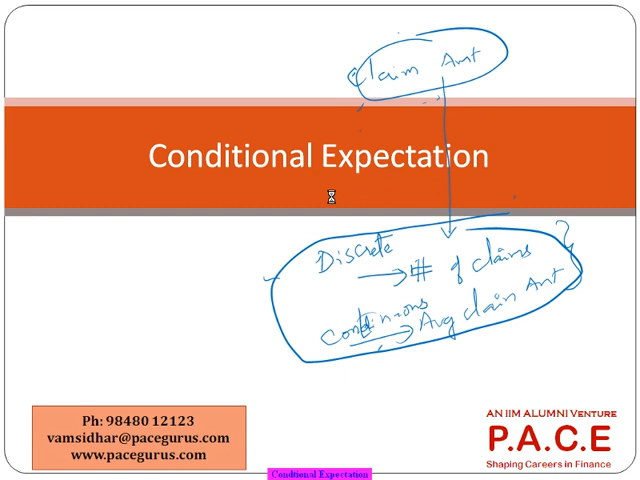 Claim Amt
Conditional Expectation
Discrete
→ # of claims
Continuous
→ Avg claim Amt
Ph: 98480 12123
vamsidhar@pacegurus.com
www.pacegurus.com
AN IIM ALUMNI VENTURE
P.A.C.E
Shaping Careers in Finance
Condtional Expectation